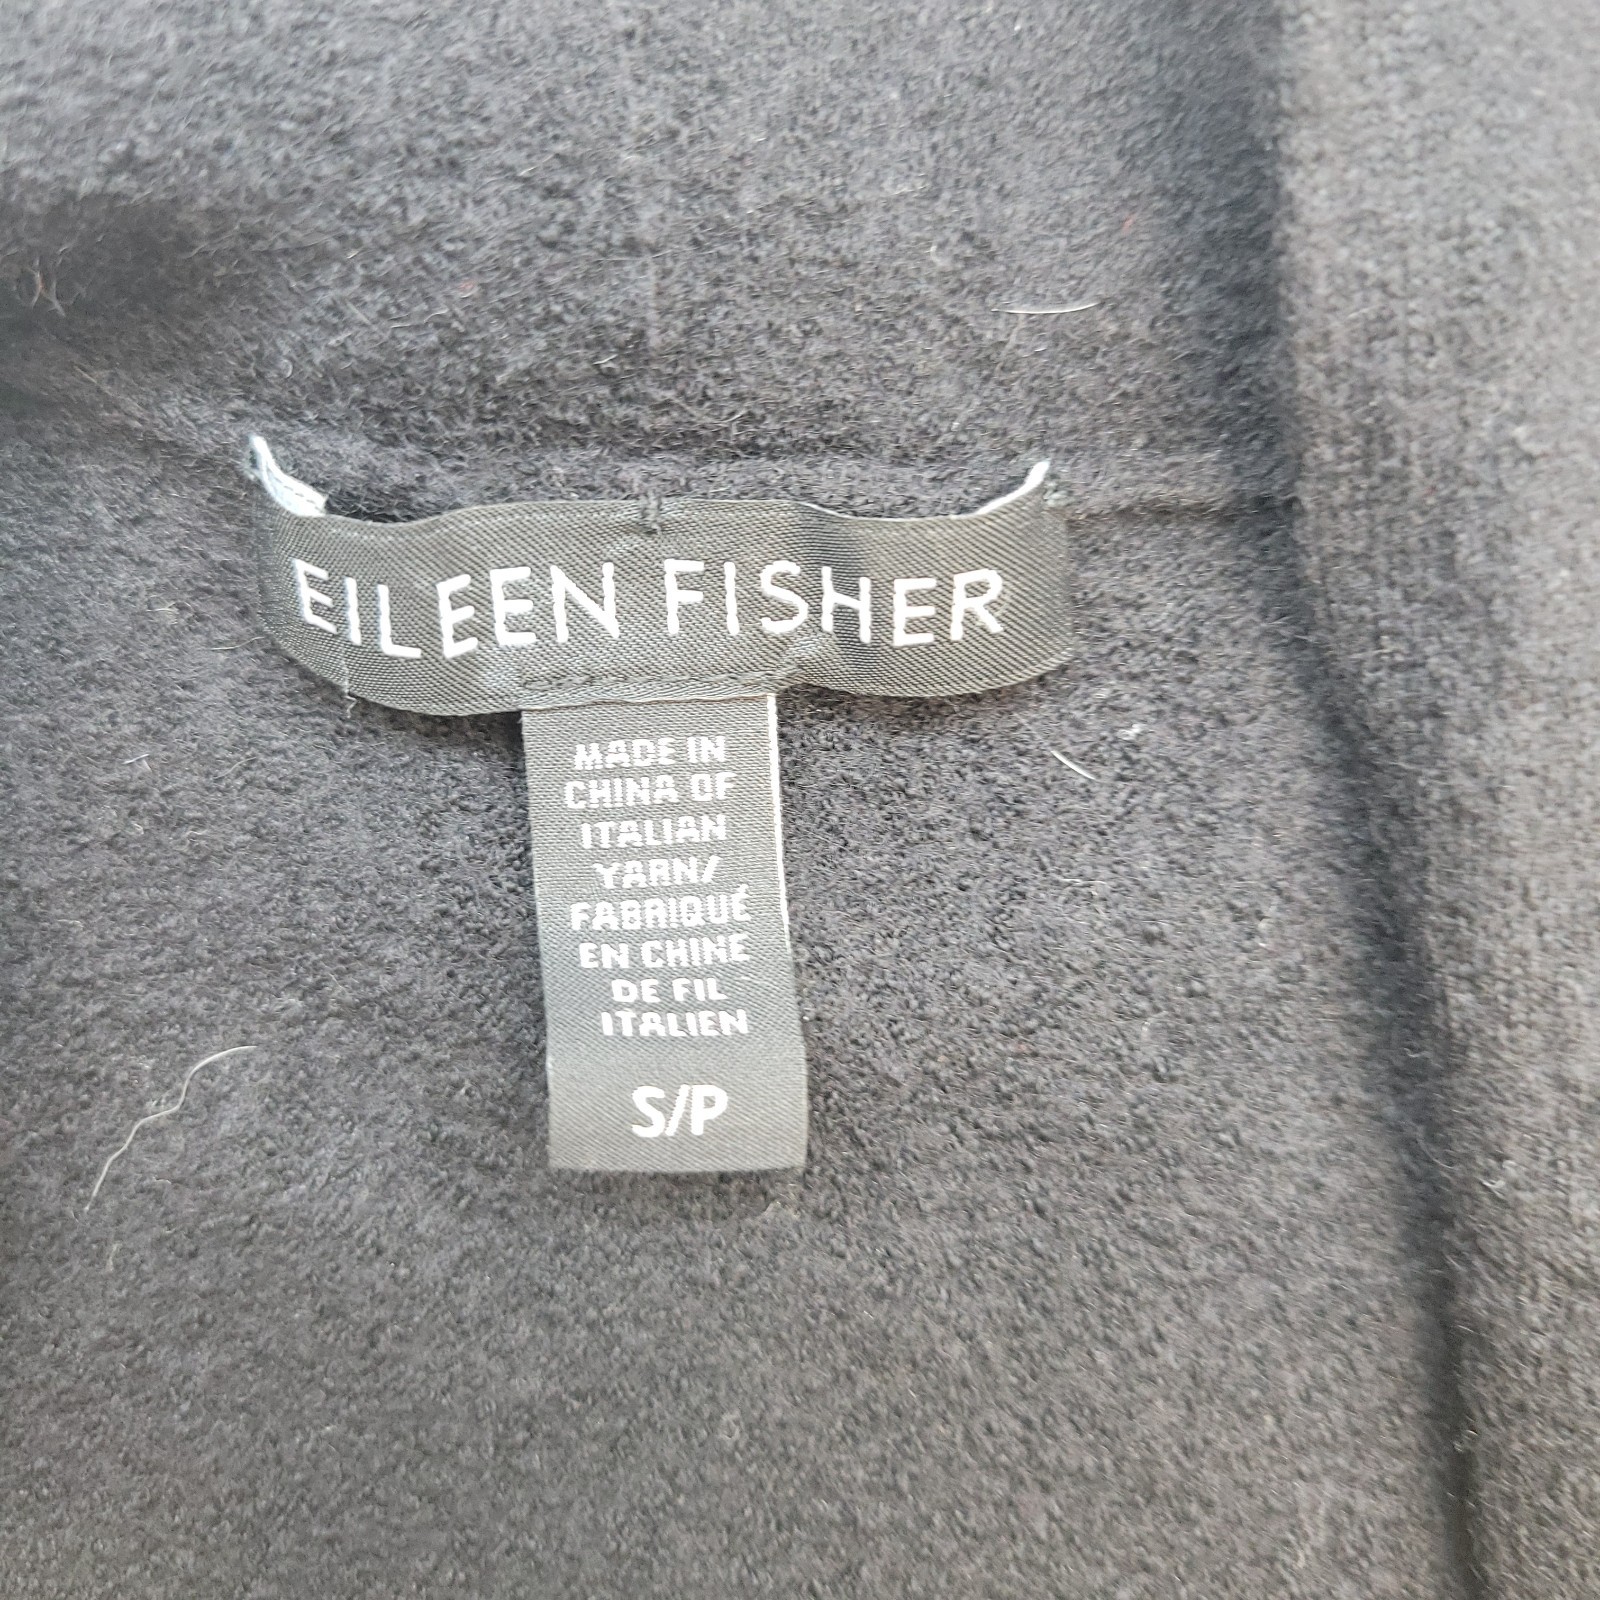 EILEEN FISHER
MADE IN
CHINA OF
ITALIAN
YARN/
FABRIQUÉ
EN CHINE
DE FIL
ITALIEN
S/P